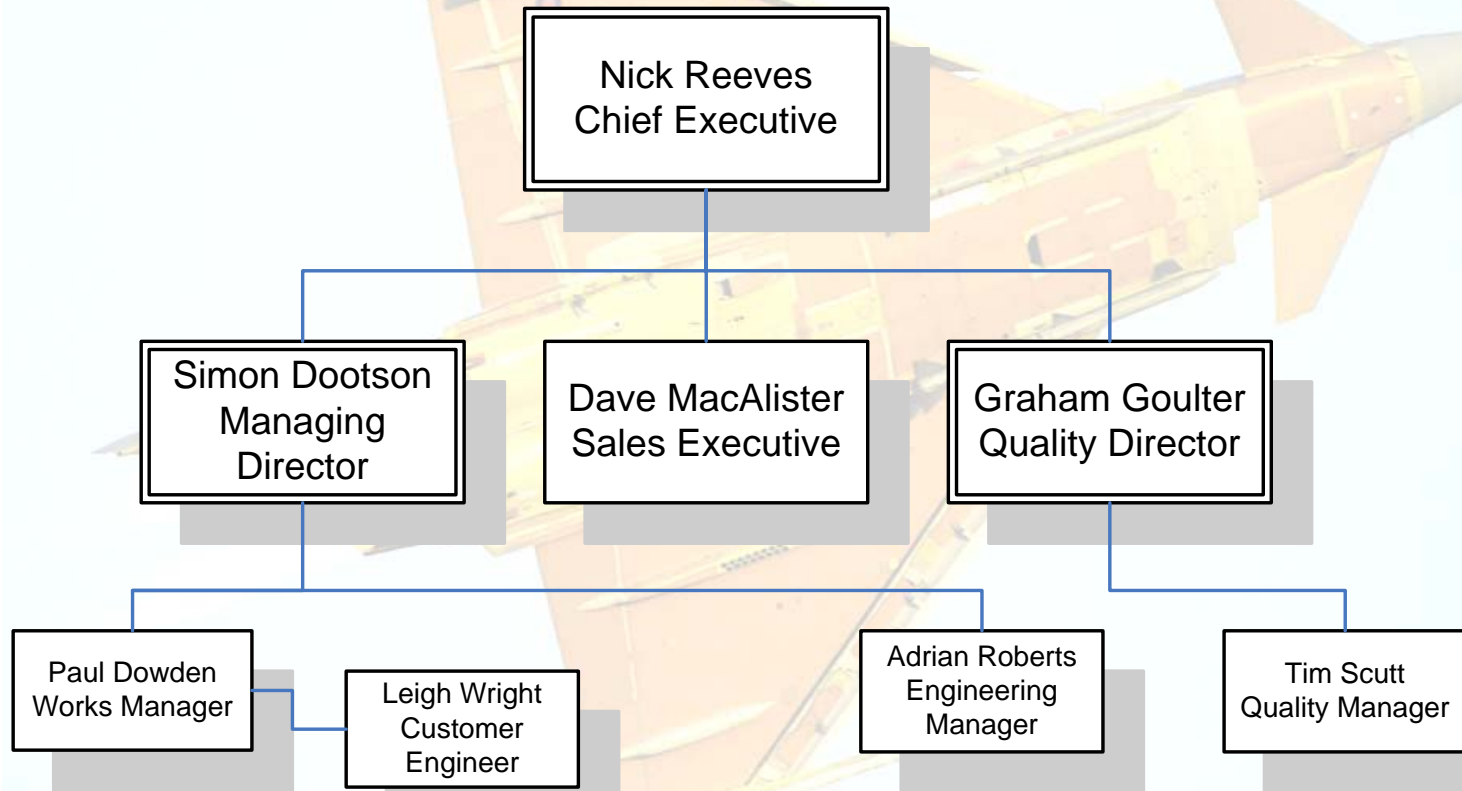 Nick Reeves
Chief Executive
Simon Dootson
Managing
Director
Dave MacAlister
Sales Executive
Graham Goulter
Quality Director
Paul Dowden
Works Manager
Leigh Wright
Customer
Engineer
Adrian Roberts
Engineering
Manager
Tim Scutt
Quality Manager